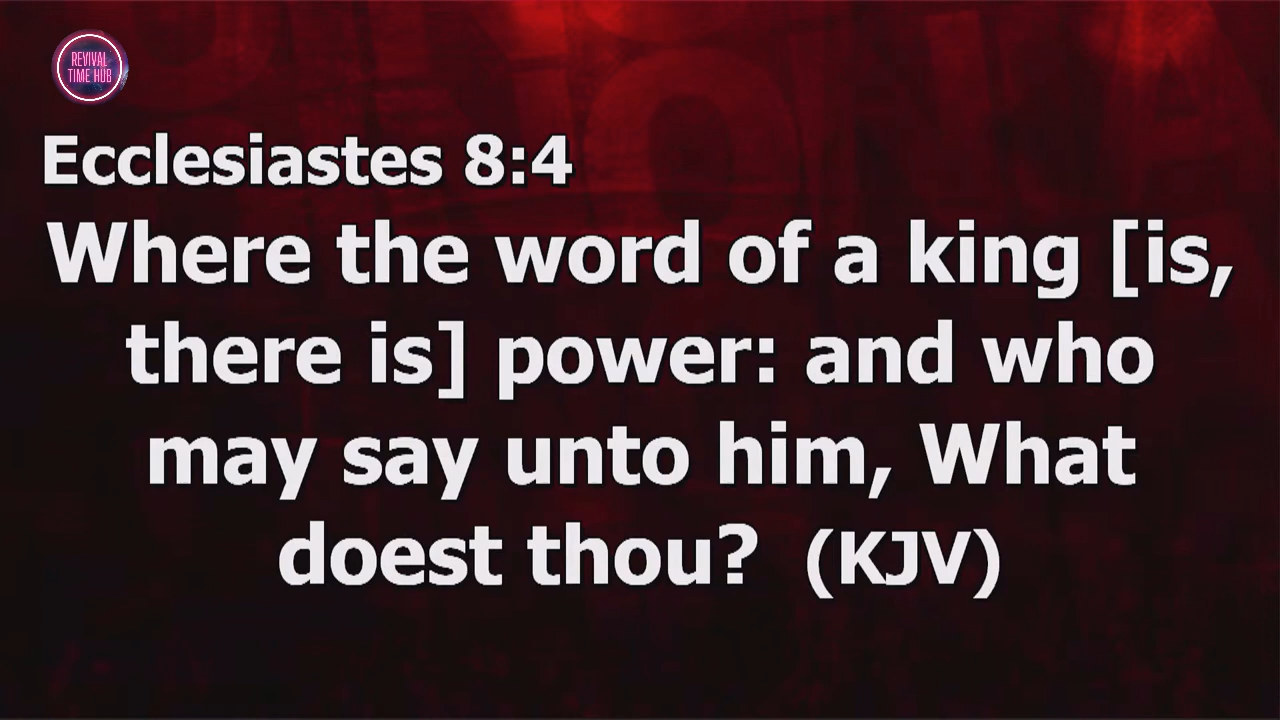 REVIVAL
TIME HUB
Ecclesiastes 8:4
Where the word of a king [is,
there is] power: and who
may say unto him, What
doest thou? (KJV)